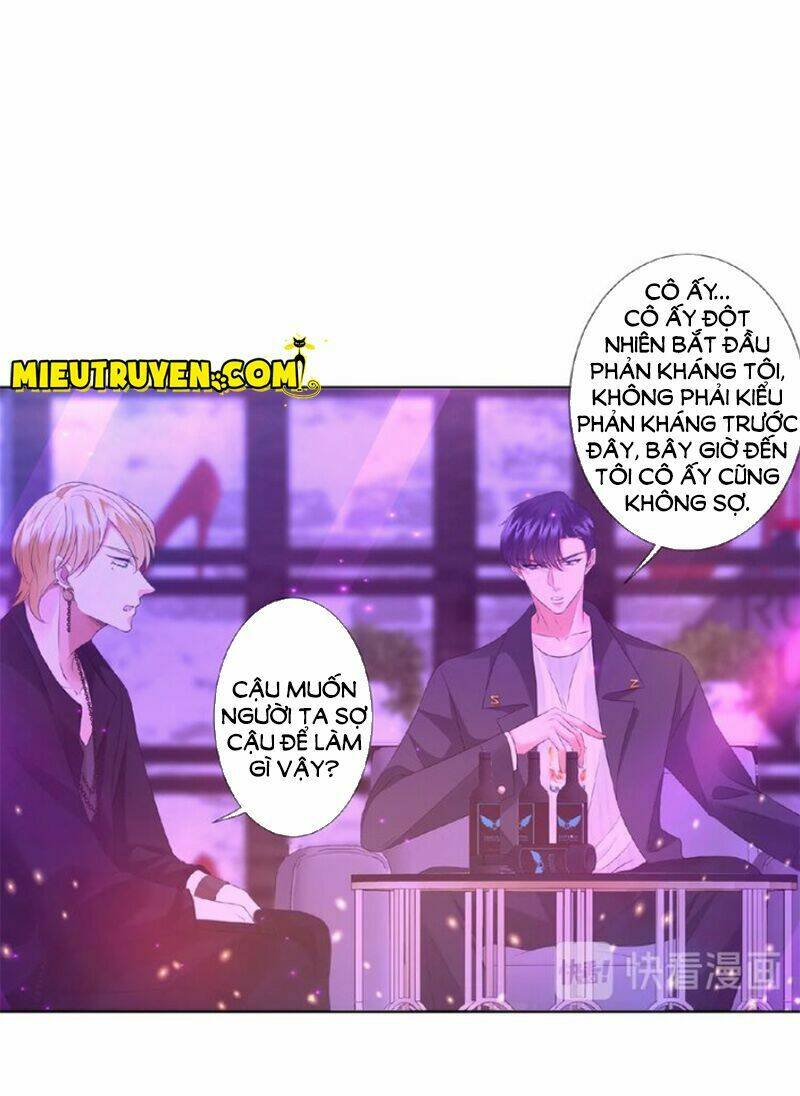 MIEUTRUYEN.COM
CÔ ẤY...
CÔ ẤY ĐỘT
NHIÊN BẮT ĐẦU
PHẢN KHÁNG TÔI,
KHÔNG PHẢI KIỂU
PHẢN KHÁNG TRƯỚC
ĐÂY, BÂY GIỜ ĐẾN
TÔI CÔ ẤY CŨNG
KHÔNG SỢ.
CẬU MUỐN
NGƯỜI TA SỢ
CẬU ĐỂ LÀM
GÌ VẬY?
快看! 快看漫画